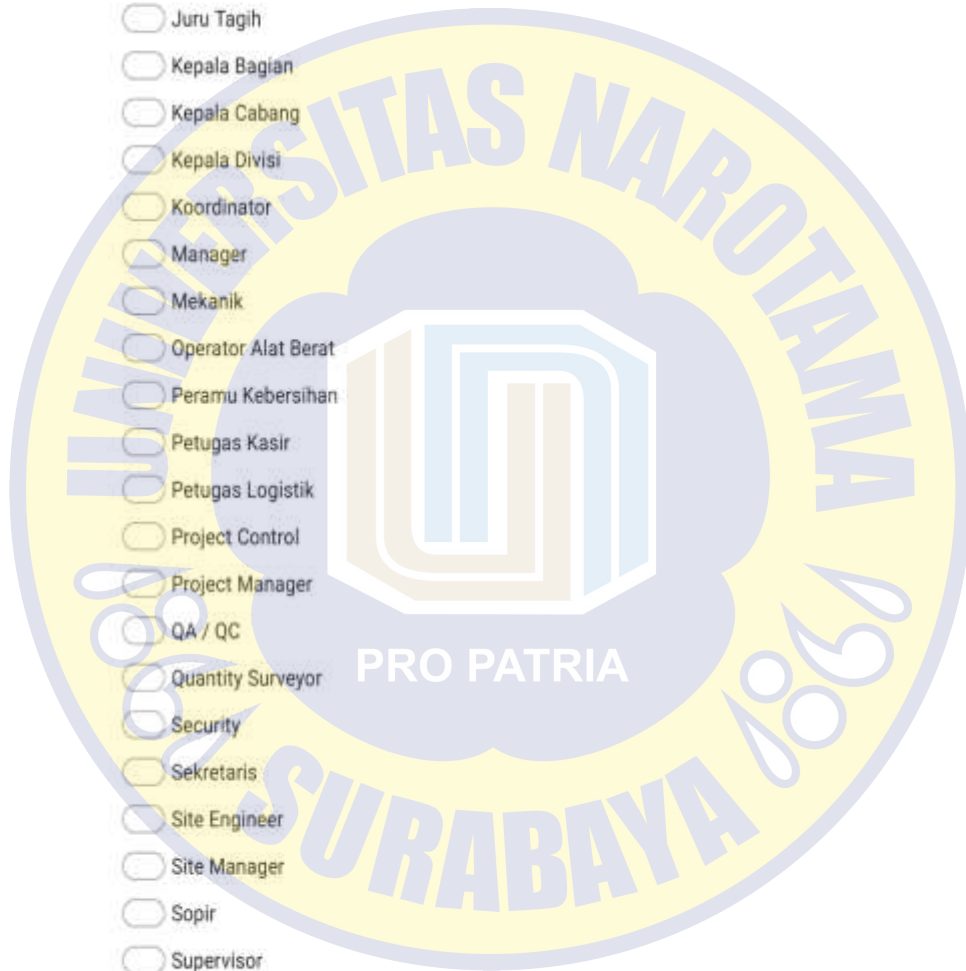 Juru Tagih
Kepala Bagian
Kepala Cabang
Kepala Divisi
Koordinator
Manager
Mekanik
Operator Alat Berat
Peramu Kebersihan
Petugas Kasir
Petugas Logistik
Project Control
Project Manager
QA / QC
Quantity Surveyor
Security
Sekretaris
Site Engineer
Site Manager
Sopir
Supervisor
UNIVERSITAS NAROTAMA
PRO PATRIA
SURABAYA